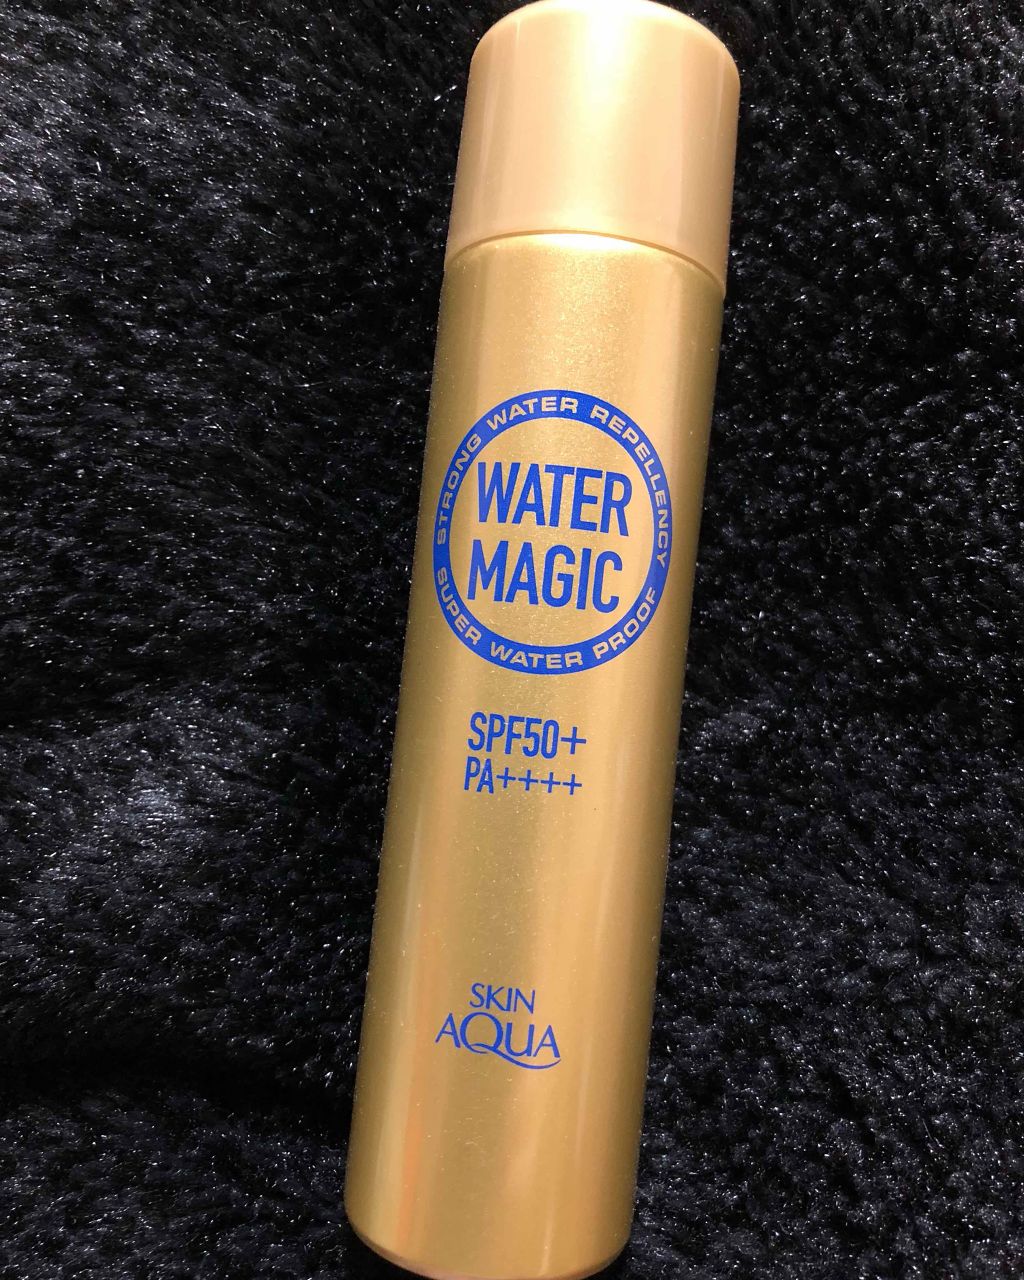 STRONG WATER REPELLENCY
WATER
MAGIC
SUPER WATER PROOF
SPF50+
PA++++
SKIN
AQUA